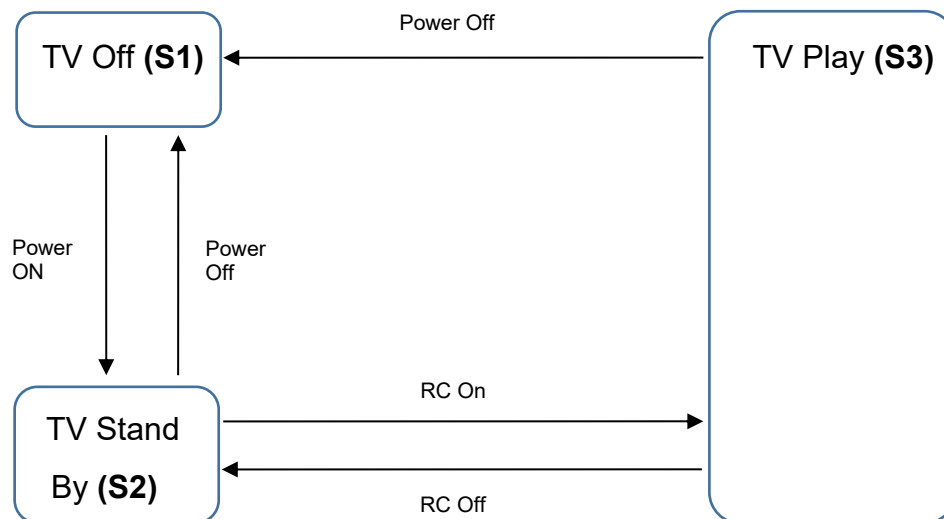 Power Off
TV Off (S1)
TV Play (S3)
Power
ON
Power
Off
RC On
TV Stand
By (S2)
RC Off